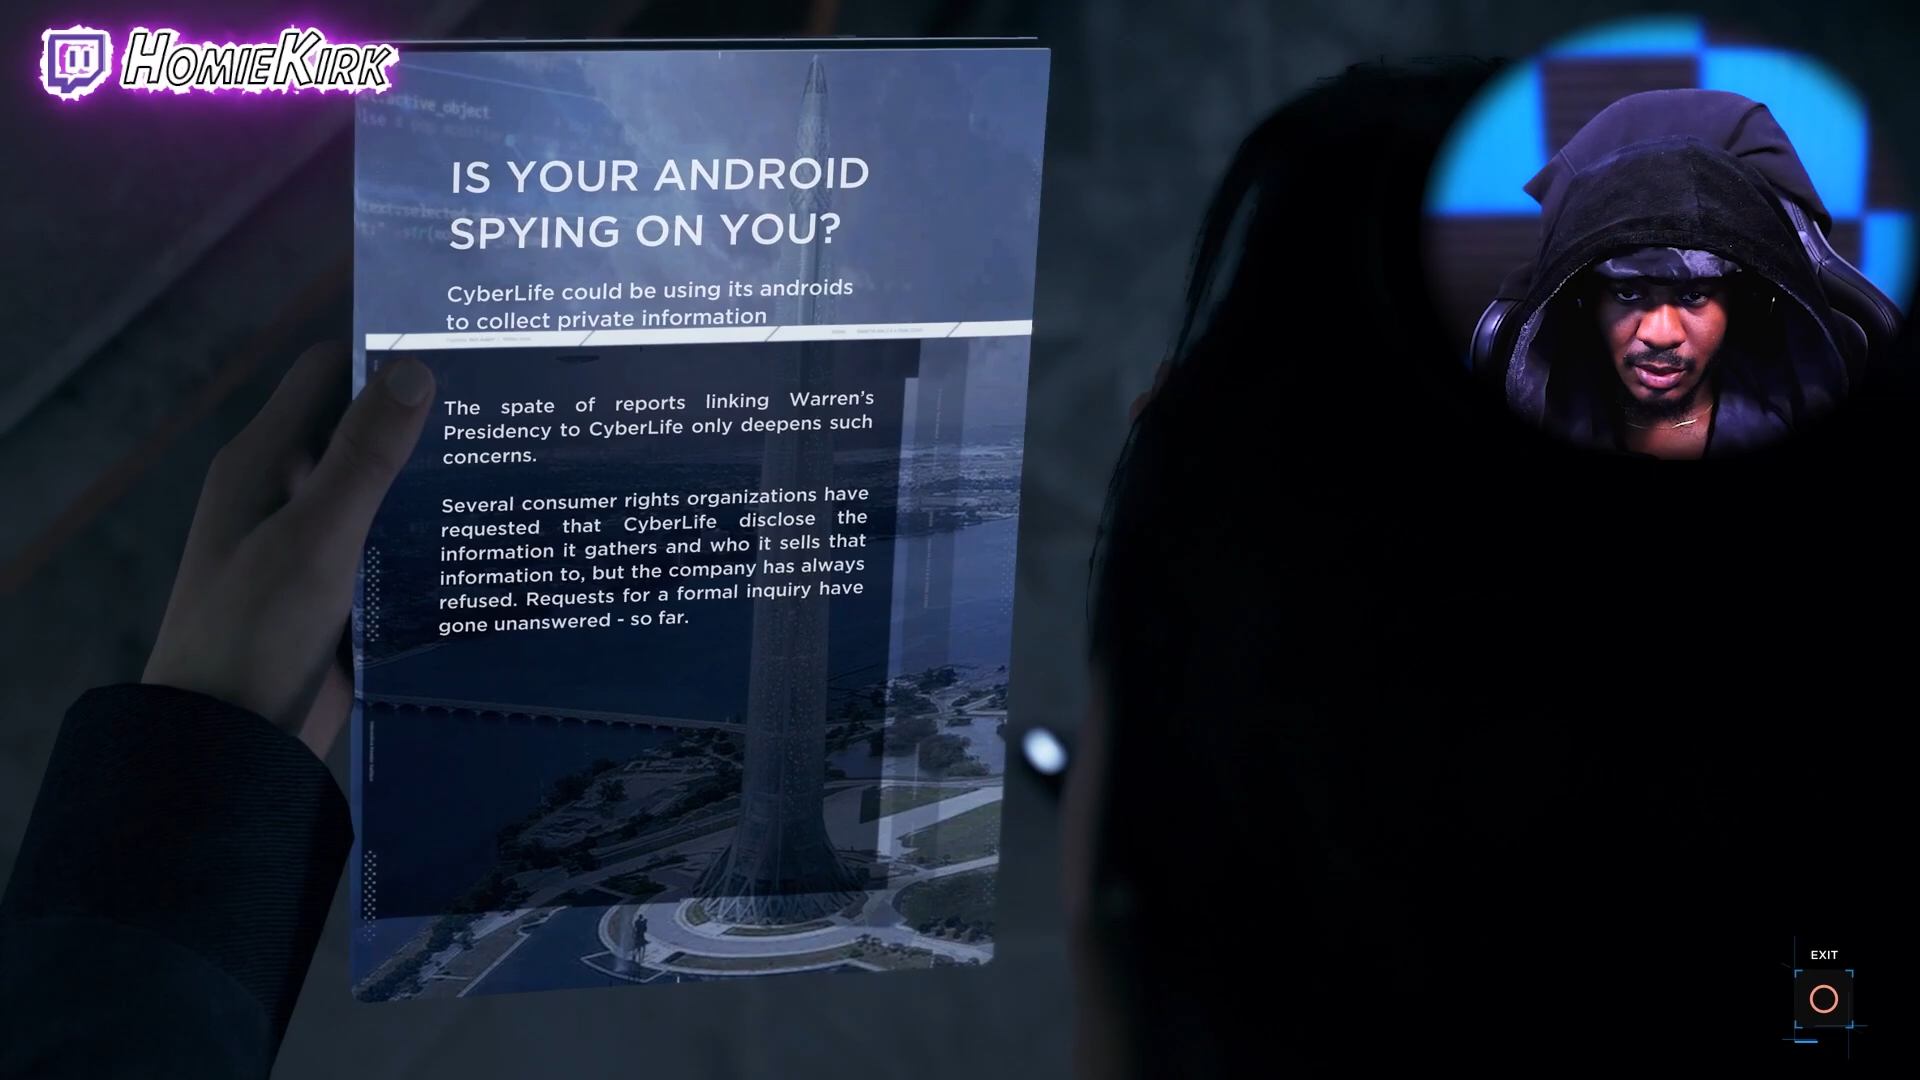 HOMIEKIRK
active_object
IS YOUR ANDROID
SPYING ON YOU?
CyberLife could be using its androids
to collect private information
The spate of reports linking Warren's
Presidency to CyberLife only deepens such
concerns.
Several consumer rights organizations have
requested that CyberLife disclose the
information it gathers and who it sells that
information to, but the company has always
refused. Requests for a formal inquiry have
gone unanswered - so far.
EXIT